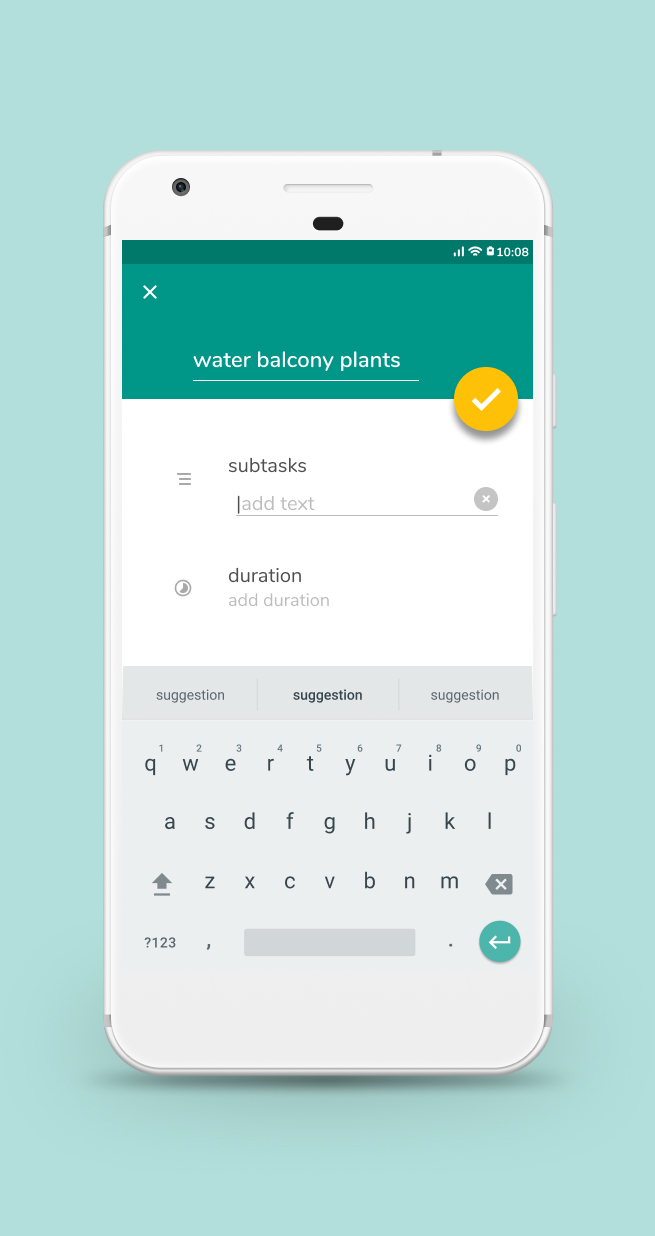 10:08
water balcony plants
subtasks
add text
duration
add duration
suggestion suggestion suggestion
1 2 3 4 5 6 7 8 9 0
q w e r t y u i o p
a s d f g h j k l
z x c v b n m
?123 , .